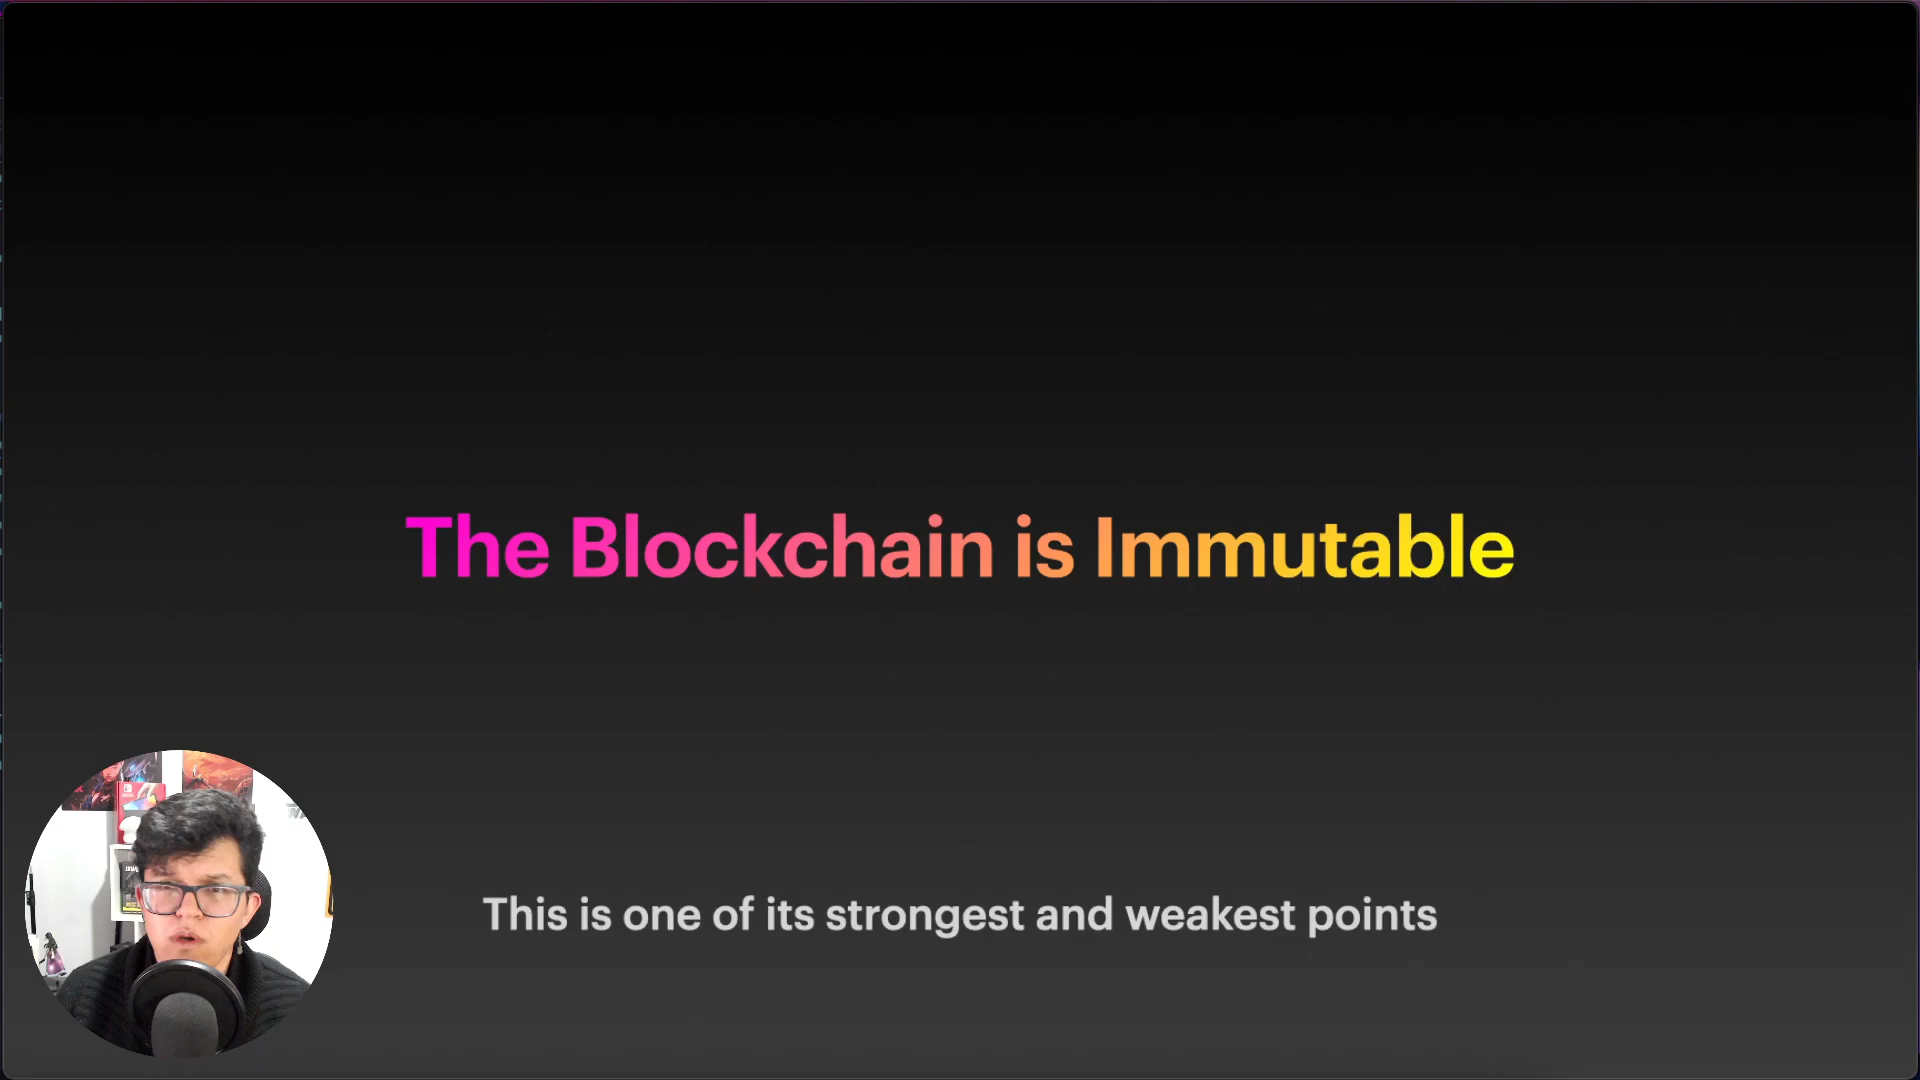 The Blockchain is Immutable
This is one of its strongest and weakest points